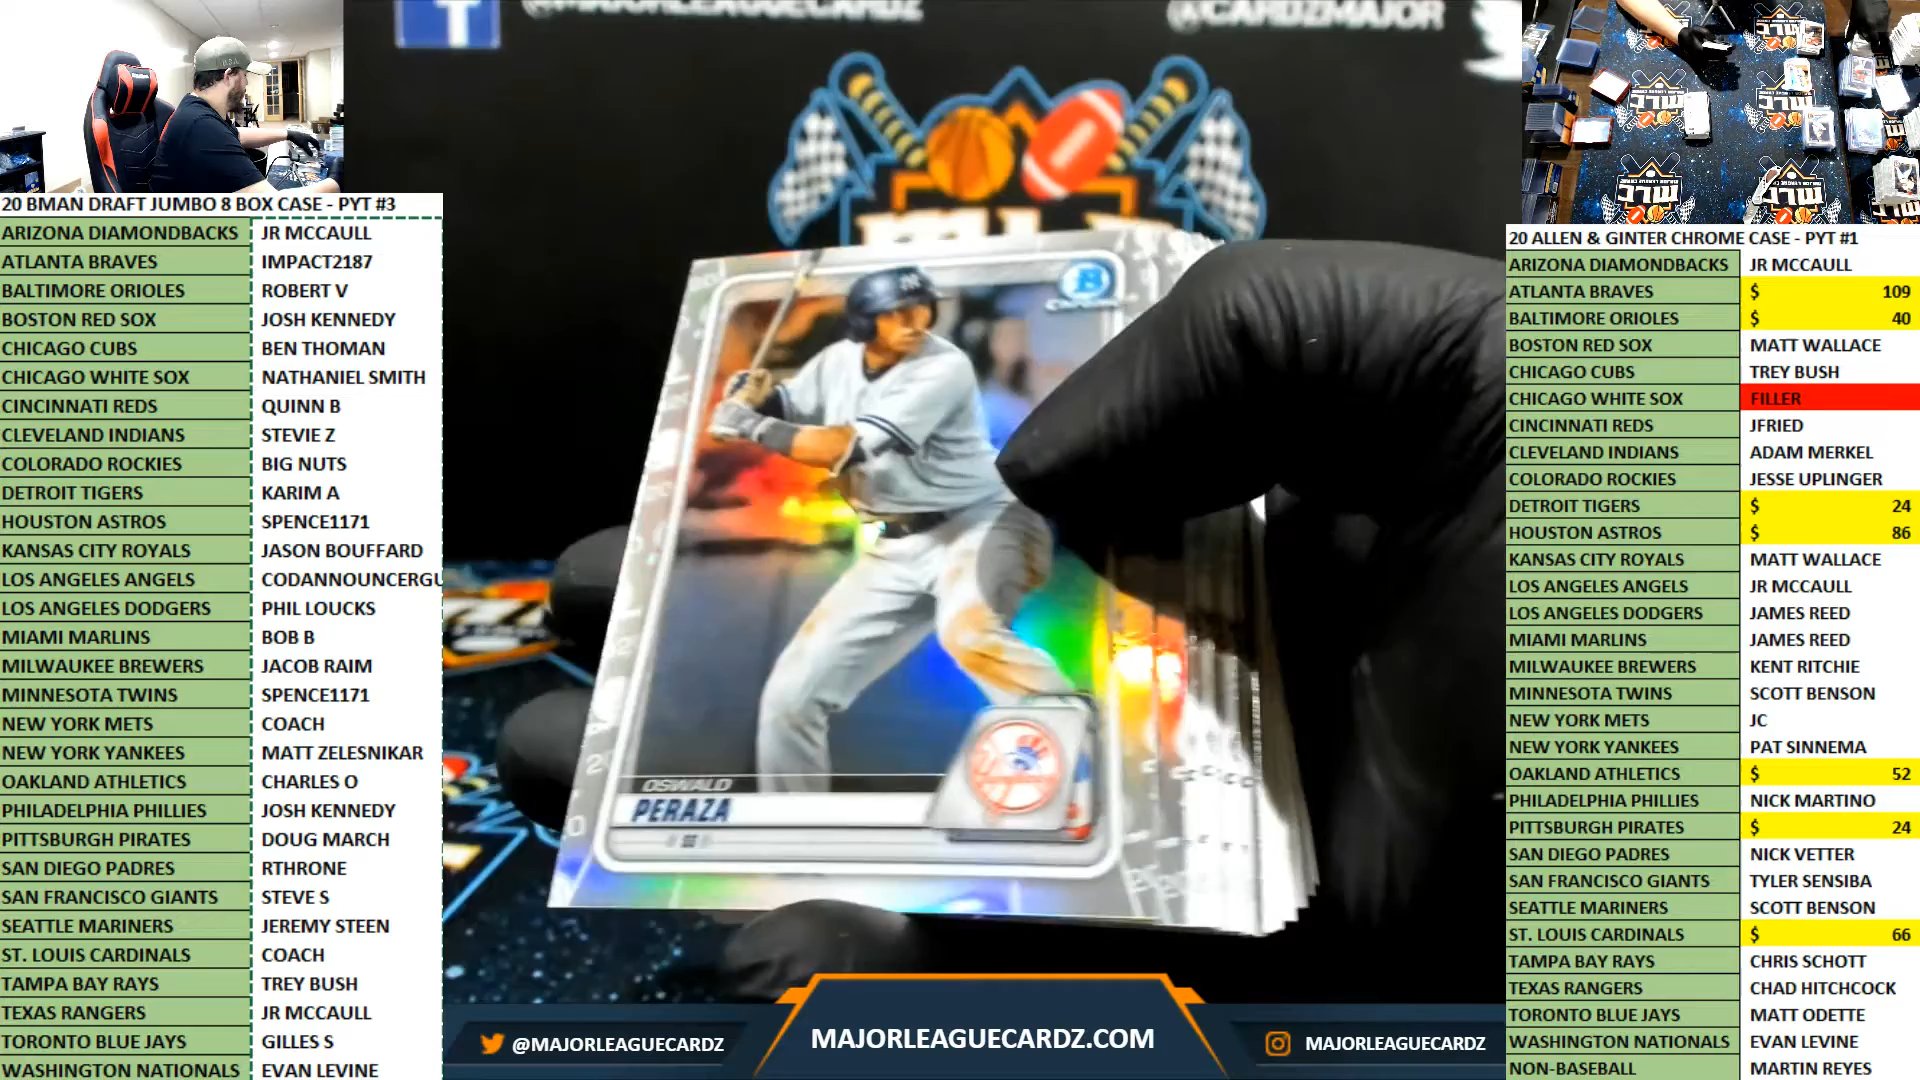 @MAJORLEAGUECARDZ
@CARDZMAJOR
20 BMAN DRAFT JUMBO 8 BOX CASE - PYT #3
ARIZONA DIAMONDBACKS JR MCCAULL
ATLANTA BRAVES IMPACT2187
BALTIMORE ORIOLES ROBERT V
BOSTON RED SOX JOSH KENNEDY
CHICAGO CUBS BEN THOMAN
CHICAGO WHITE SOX NATHANIEL SMITH
CINCINNATI REDS QUINN B
CLEVELAND INDIANS STEVIE Z
COLORADO ROCKIES BIG NUTS
DETROIT TIGERS KARIM A
HOUSTON ASTROS SPENCE1171
KANSAS CITY ROYALS JASON BOUFFARD
LOS ANGELES ANGELS CODANNOUNCERGU
LOS ANGELES DODGERS PHIL LOUCKS
MIAMI MARLINS BOB B
MILWAUKEE BREWERS JACOB RAIM
MINNESOTA TWINS SPENCE1171
NEW YORK METS COACH
NEW YORK YANKEES MATT ZELESNIKAR
OAKLAND ATHLETICS CHARLES O
PHILADELPHIA PHILLIES JOSH KENNEDY
PITTSBURGH PIRATES DOUG MARCH
SAN DIEGO PADRES RTHRONE
SAN FRANCISCO GIANTS STEVE S
SEATTLE MARINERS JEREMY STEEN
ST. LOUIS CARDINALS COACH
TAMPA BAY RAYS TREY BUSH
TEXAS RANGERS JR MCCAULL
TORONTO BLUE JAYS GILLES S
WASHINGTON NATIONALS EVAN LEVINE
OSWALD
PERAZA
@MAJORLEAGUECARDZ
MAJORLEAGUECARDZ.COM
MAJORLEAGUECARDZ
20 ALLEN & GINTER CHROME CASE - PYT #1
ARIZONA DIAMONDBACKS JR MCCAULL
ATLANTA BRAVES $ 109
BALTIMORE ORIOLES $ 40
BOSTON RED SOX MATT WALLACE
CHICAGO CUBS TREY BUSH
CHICAGO WHITE SOX FILLER
CINCINNATI REDS JFRIED
CLEVELAND INDIANS ADAM MERKEL
COLORADO ROCKIES JESSE UPLINGER
DETROIT TIGERS $ 24
HOUSTON ASTROS $ 86
KANSAS CITY ROYALS MATT WALLACE
LOS ANGELES ANGELS JR MCCAULL
LOS ANGELES DODGERS JAMES REED
MIAMI MARLINS JAMES REED
MILWAUKEE BREWERS KENT RITCHIE
MINNESOTA TWINS SCOTT BENSON
NEW YORK METS JC
NEW YORK YANKEES PAT SINNEMA
OAKLAND ATHLETICS $ 52
PHILADELPHIA PHILLIES NICK MARTINO
PITTSBURGH PIRATES $ 24
SAN DIEGO PADRES NICK VETTER
SAN FRANCISCO GIANTS TYLER SENSIBA
SEATTLE MARINERS SCOTT BENSON
ST. LOUIS CARDINALS $ 66
TAMPA BAY RAYS CHRIS SCHOTT
TEXAS RANGERS CHAD HITCHCOCK
TORONTO BLUE JAYS MATT ODETTE
WASHINGTON NATIONALS EVAN LEVINE
NON-BASEBALL MARTIN REYES